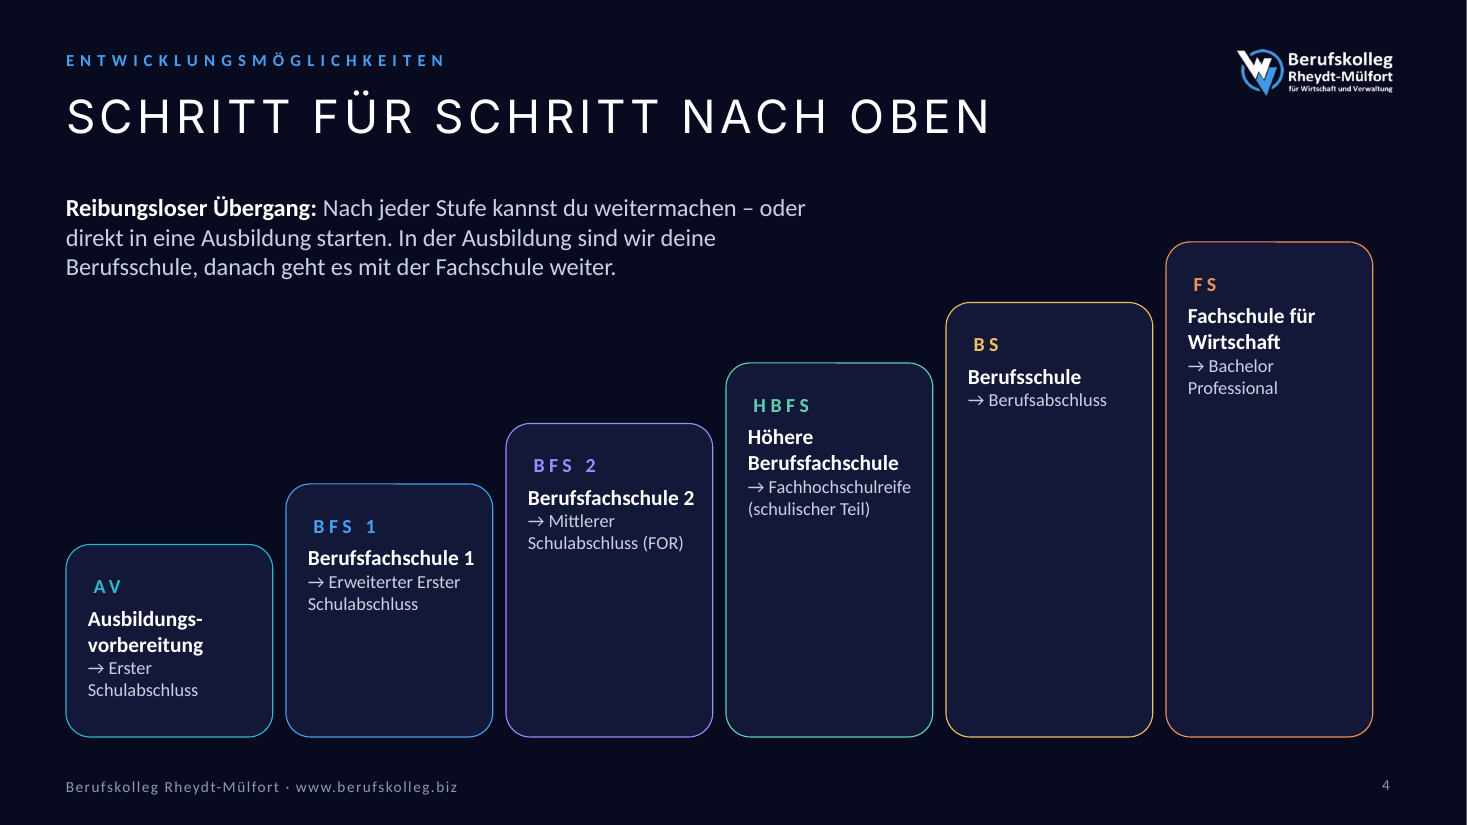 ENTWICKLUNGSMÖGLICHKEITEN
Berufskolleg
Rheydt-Mülfort
für Wirtschaft und Verwaltung
SCHRITT FÜR SCHRITT NACH OBEN
Reibungsloser Übergang: Nach jeder Stufe kannst du weitermachen – oder
direkt in eine Ausbildung starten. In der Ausbildung sind wir deine
Berufsschule, danach geht es mit der Fachschule weiter.
AV
Ausbildungs-
vorbereitung
→ Erster
Schulabschluss
BFS 1
Berufsfachschule 1
→ Erweiterter Erster
Schulabschluss
BFS 2
Berufsfachschule 2
→ Mittlerer
Schulabschluss (FOR)
HBFS
Höhere
Berufsfachschule
→ Fachhochschulreife
(schulischer Teil)
BS
Berufsschule
→ Berufsabschluss
FS
Fachschule für
Wirtschaft
→ Bachelor
Professional
Berufskolleg Rheydt-Mülfort · www.berufskolleg.biz
4